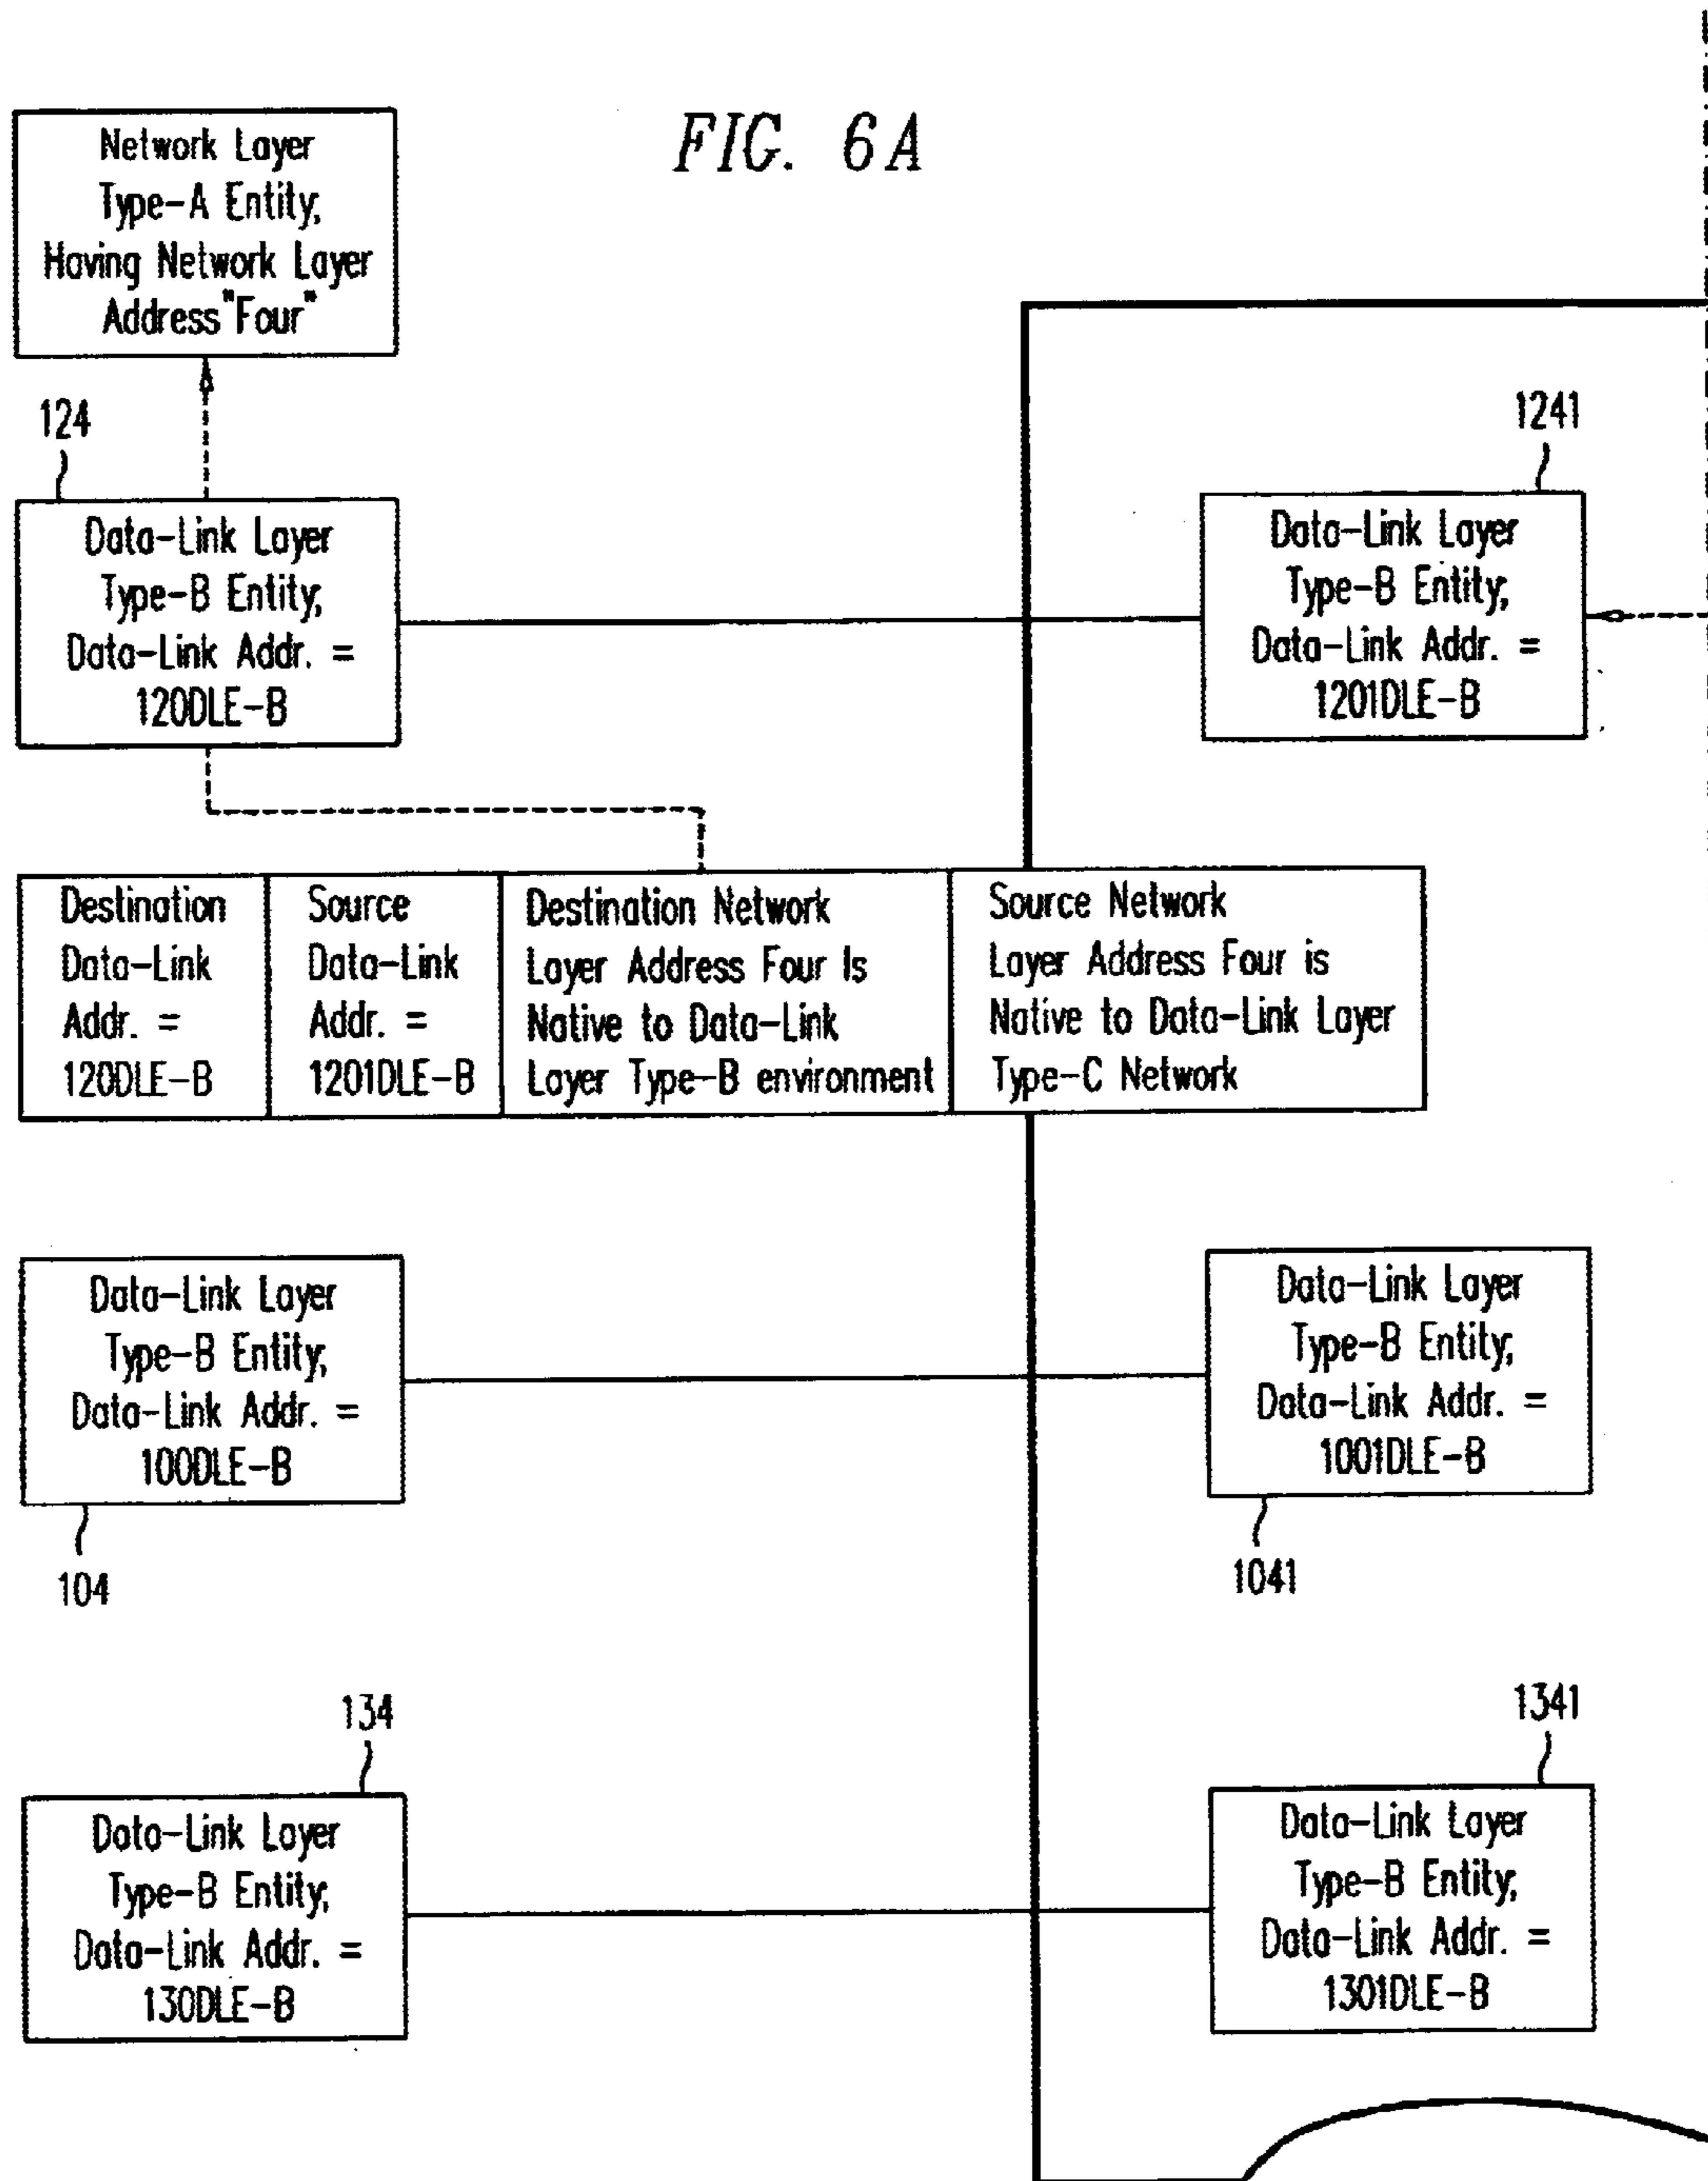 FIG. 6A
Network Layer
Type-A Entity,
Having Network Layer
Address "Four"
124
Data-Link Layer
Type-B Entity,
Data-Link Addr. =
120DLE-B
1241
Data-Link Layer
Type-B Entity,
Data-Link Addr. =
1201DLE-B
Destination
Data-Link
Addr. =
120DLE-B
Source
Data-Link
Addr. =
1201DLE-B
Destination Network
Layer Address Four Is
Native to Data-Link
Layer Type-B environment
Source Network
Layer Address Four is
Native to Data-Link Layer
Type-C Network
Data-Link Layer
Type-B Entity,
Data-Link Addr. =
100DLE-B
104
Data-Link Layer
Type-B Entity,
Data-Link Addr. =
1001DLE-B
1041
134
Data-Link Layer
Type-B Entity,
Data-Link Addr. =
130DLE-B
1341
Data-Link Layer
Type-B Entity,
Data-Link Addr. =
1301DLE-B